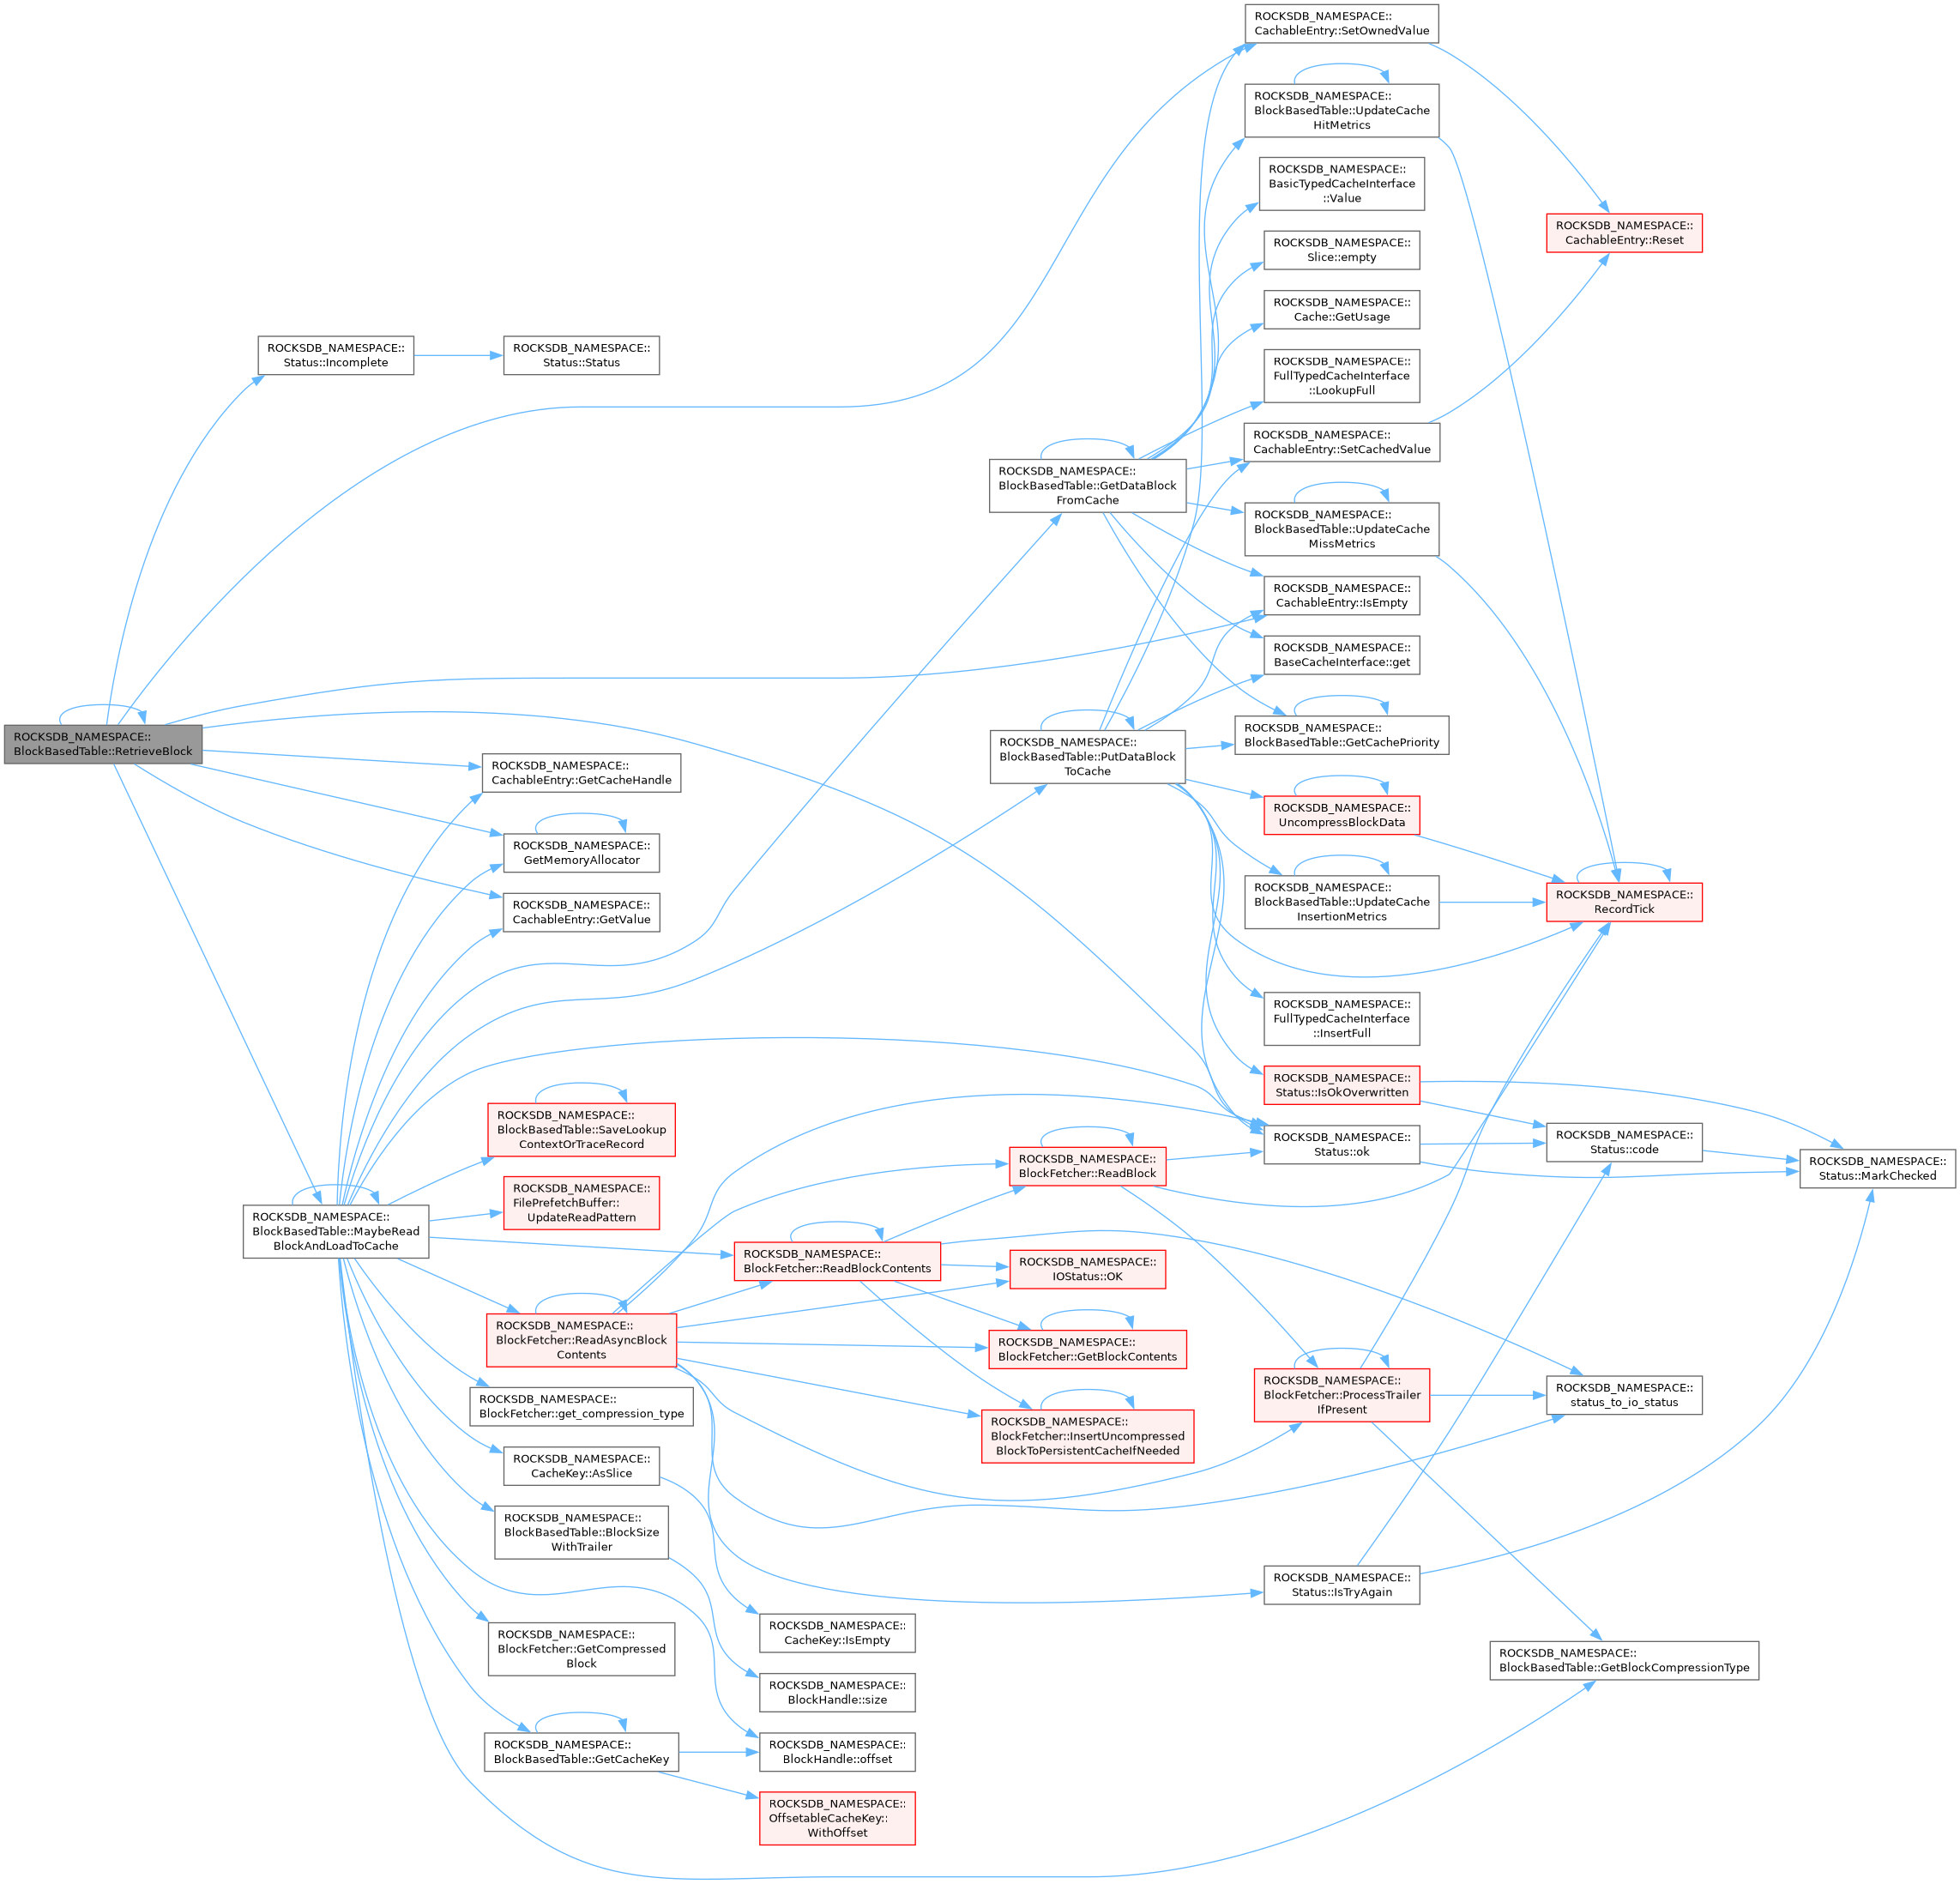 ROCKSDB_NAMESPACE::
BlockBasedTable::RetrieveBlock
ROCKSDB_NAMESPACE::
Status::Incomplete
ROCKSDB_NAMESPACE::
BlockBasedTable::MaybeRead
BlockAndLoadToCache
ROCKSDB_NAMESPACE::
Status::Status
ROCKSDB_NAMESPACE::
CachableEntry::GetCacheHandle
ROCKSDB_NAMESPACE::
GetMemoryAllocator
ROCKSDB_NAMESPACE::
CachableEntry::GetValue
ROCKSDB_NAMESPACE::
BlockBasedTable::SaveLookup
ContextOrTraceRecord
ROCKSDB_NAMESPACE::
FilePrefetchBuffer::
UpdateReadPattern
ROCKSDB_NAMESPACE::
BlockFetcher::ReadAsyncBlock
Contents
ROCKSDB_NAMESPACE::
BlockFetcher::get_compression_type
ROCKSDB_NAMESPACE::
CacheKey::AsSlice
ROCKSDB_NAMESPACE::
BlockBasedTable::BlockSize
WithTrailer
ROCKSDB_NAMESPACE::
BlockFetcher::GetCompressed
Block
ROCKSDB_NAMESPACE::
BlockBasedTable::GetCacheKey
ROCKSDB_NAMESPACE::
BlockFetcher::ReadBlockContents
ROCKSDB_NAMESPACE::
CacheKey::IsEmpty
ROCKSDB_NAMESPACE::
BlockHandle::size
ROCKSDB_NAMESPACE::
BlockHandle::offset
ROCKSDB_NAMESPACE::
OffsetableCacheKey::
WithOffset
ROCKSDB_NAMESPACE::
BlockBasedTable::GetDataBlock
FromCache
ROCKSDB_NAMESPACE::
BlockBasedTable::PutDataBlock
ToCache
ROCKSDB_NAMESPACE::
BlockFetcher::ReadBlock
ROCKSDB_NAMESPACE::
IOStatus::OK
ROCKSDB_NAMESPACE::
BlockFetcher::GetBlockContents
ROCKSDB_NAMESPACE::
BlockFetcher::InsertUncompressed
BlockToPersistentCacheIfNeeded
ROCKSDB_NAMESPACE::
CachableEntry::SetOwnedValue
ROCKSDB_NAMESPACE::
BlockBasedTable::UpdateCache
HitMetrics
ROCKSDB_NAMESPACE::
BasicTypedCacheInterface
::Value
ROCKSDB_NAMESPACE::
Slice::empty
ROCKSDB_NAMESPACE::
Cache::GetUsage
ROCKSDB_NAMESPACE::
FullTypedCacheInterface
::LookupFull
ROCKSDB_NAMESPACE::
CachableEntry::SetCachedValue
ROCKSDB_NAMESPACE::
BlockBasedTable::UpdateCache
MissMetrics
ROCKSDB_NAMESPACE::
CachableEntry::IsEmpty
ROCKSDB_NAMESPACE::
BaseCacheInterface::get
ROCKSDB_NAMESPACE::
BlockBasedTable::GetCachePriority
ROCKSDB_NAMESPACE::
UncompressBlockData
ROCKSDB_NAMESPACE::
BlockBasedTable::UpdateCache
InsertionMetrics
ROCKSDB_NAMESPACE::
FullTypedCacheInterface
::InsertFull
ROCKSDB_NAMESPACE::
Status::IsOkOverwritten
ROCKSDB_NAMESPACE::
Status::ok
ROCKSDB_NAMESPACE::
BlockFetcher::ProcessTrailer
IfPresent
ROCKSDB_NAMESPACE::
Status::IsTryAgain
ROCKSDB_NAMESPACE::
CachableEntry::Reset
ROCKSDB_NAMESPACE::
RecordTick
ROCKSDB_NAMESPACE::
Status::code
ROCKSDB_NAMESPACE::
status_to_io_status
ROCKSDB_NAMESPACE::
BlockBasedTable::GetBlockCompressionType
ROCKSDB_NAMESPACE::
Status::MarkChecked